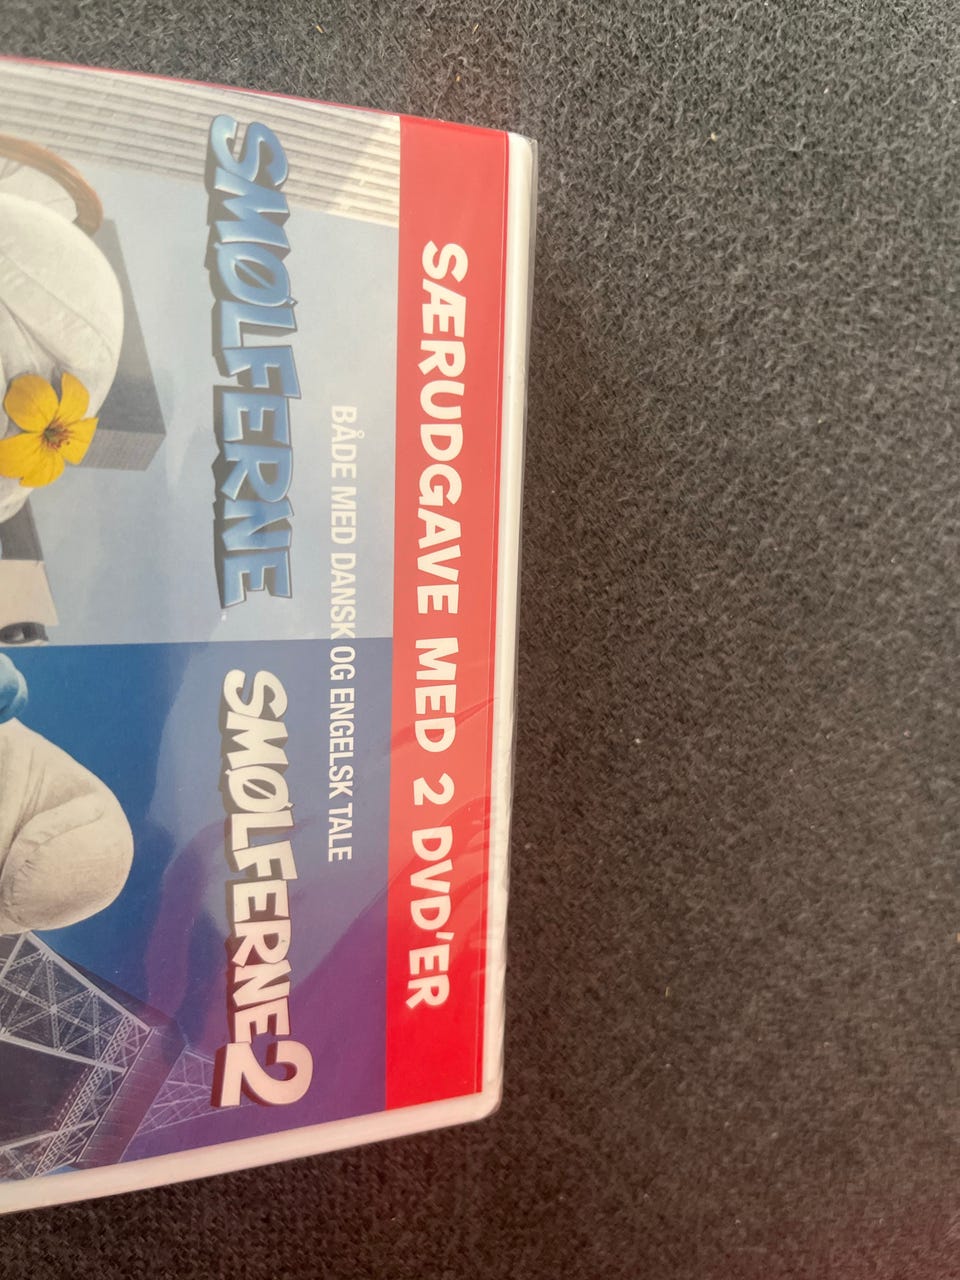 SÆRUDGAVE MED 2 DVD'ER
BÅDE MED DANSK OG ENGELSK TALE
SMØLFERNE
SMØLFERNE 2